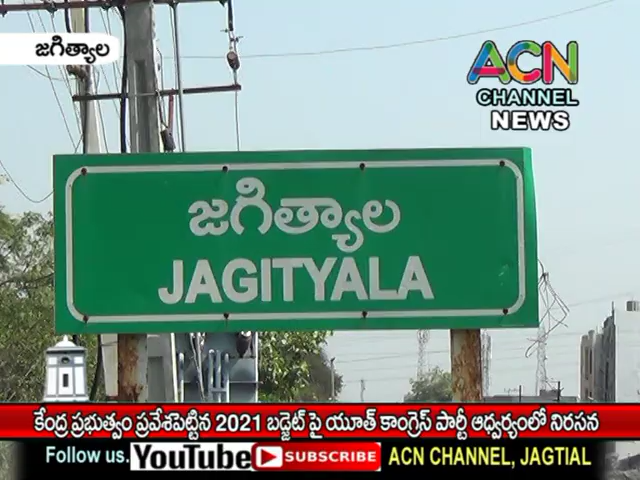 జగిత్యాల
ACN
CHANNEL
NEWS
జగిత్యాల
JAGITYALA
కేంద్ర ప్రభుత్వం ప్రవేశపెట్టిన 2021 బడ్జెట్ పై యూత్ కాంగ్రెస్ పార్టీ ఆధ్వర్యంలో నిరసన
Follow us. YouTube SUBSCRIBE ACN CHANNEL, JAGTIAL